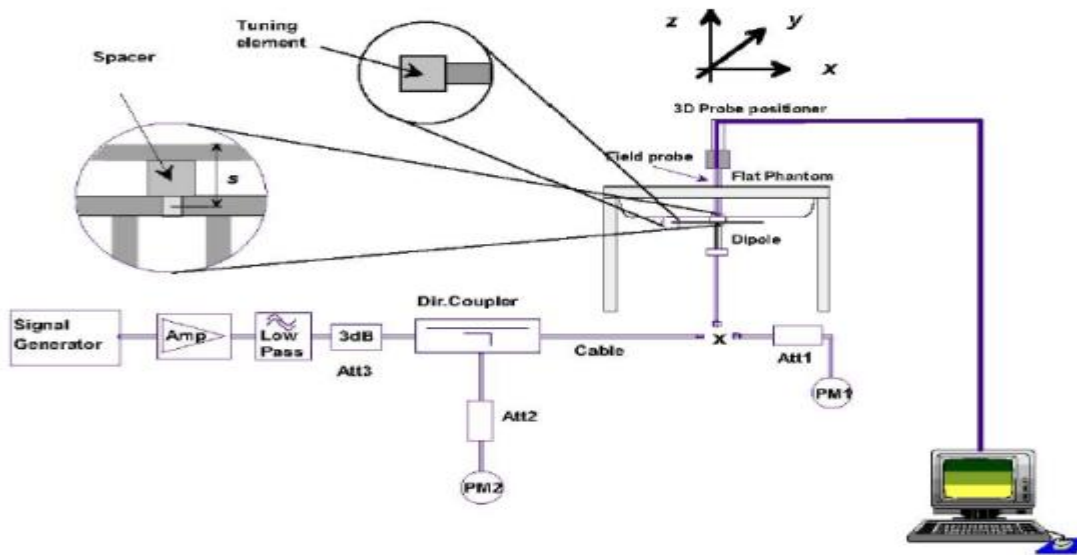 Tuning
element
Spacer
s
z
y
x
3D Probe positioner
Field probe
Flat Phantom
Dipole
Dir.Coupler
Signal
Generator
Amp
Low
Pass
3dB
Att3
Cable
X
Att1
PM1
Att2
PM2